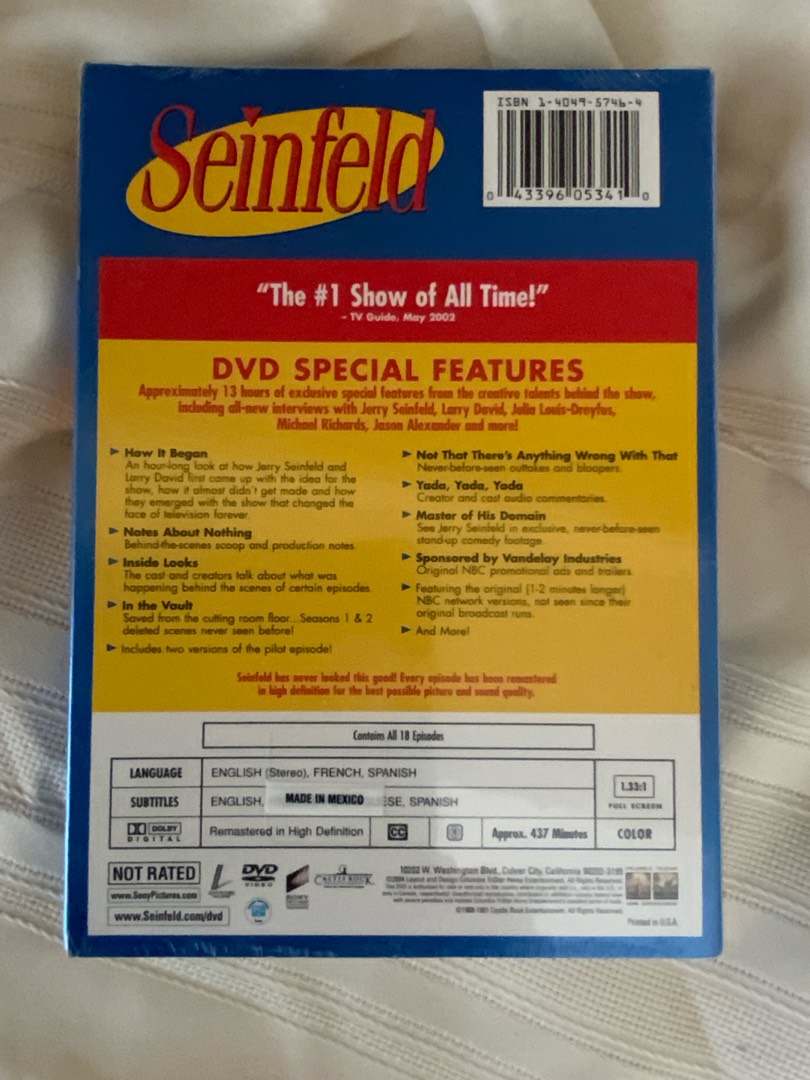 Seinfeld
ISBN 1-4049-5746-4
0 43396 05341 0
“The #1 Show of All Time!”
– TV Guide, May 2002
DVD SPECIAL FEATURES
Approximately 13 hours of exclusive special features from the creative talents behind the show,
including all-new interviews with Jerry Seinfeld, Larry David, Julia Louis-Dreyfus,
Michael Richards, Jason Alexander and more!
How It Began
An hour-long look at how Jerry Seinfeld and
Larry David first came up with the idea for the
show, how it almost didn't get made and how
they emerged with the show that changed the
face of television forever.
Notes About Nothing
Behind-the-scenes scoop and production notes.
Inside Looks
The cast and creators talk about what was
happening behind the scenes of certain episodes.
In the Vault
Saved from the cutting room floor...Seasons 1 & 2
deleted scenes never seen before!
Includes two versions of the pilot episode!
Not That There's Anything Wrong With That
Never-before-seen outtakes and bloopers.
Yada, Yada, Yada
Creator and cast audio commentaries.
Master of His Domain
See Jerry Seinfeld in exclusive, never-before-seen
stand-up comedy footage.
Sponsored by Vandelay Industries
Original NBC promotional ads and trailers.
Featuring the original (1-2 minutes longer)
NBC network versions, not seen since their
original broadcast runs.
And More!
Seinfeld has never looked this good! Every episode has been remastered
in high definition for the best possible picture and sound quality.
Contains All 18 Episodes
LANGUAGE ENGLISH (Stereo), FRENCH, SPANISH
SUBTITLES ENGLISH, MADE IN MEXICO ESE, SPANISH
1.33:1
FULL SCREEN
DOLBY DIGITAL Remastered in High Definition CC Approx. 437 Minutes COLOR
NOT RATED
www.SonyPictures.com
www.Seinfeld.com/dvd
DVD
VIDEO
SONY
CASTLE ROCK
10202 W. Washington Blvd., Culver City, California 90232-3195
Printed in U.S.A.